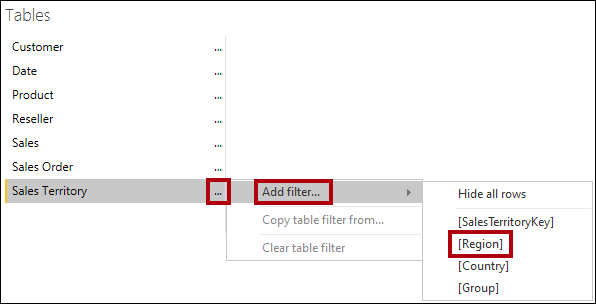 Tables
Customer ...
Date ...
Product ...
Reseller ...
Sales ...
Sales Order ...
Sales Territory ...
Add filter...
Copy table filter from...
Clear table filter
Hide all rows
[SalesTerritoryKey]
[Region]
[Country]
[Group]